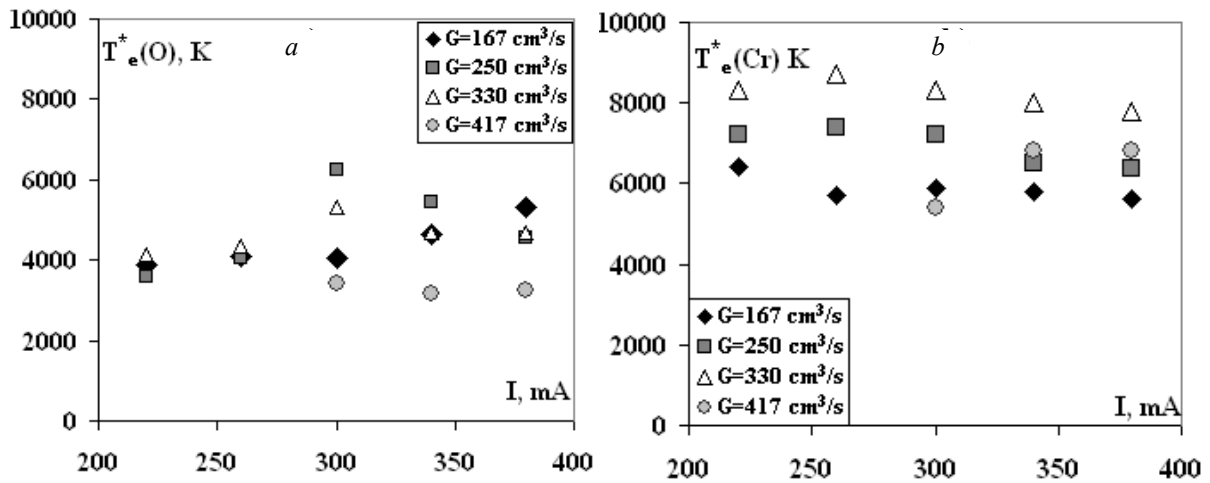 10000
8000
6000
4000
2000
0
T*e(O), K
a
G=167 cm³/s
G=250 cm³/s
G=330 cm³/s
G=417 cm³/s
I, mA
200 250 300 350 400
10000
8000
6000
4000
2000
0
T*e(Cr) K
b
G=167 cm³/s
G=250 cm³/s
G=330 cm³/s
G=417 cm³/s
I, mA
200 250 300 350 400